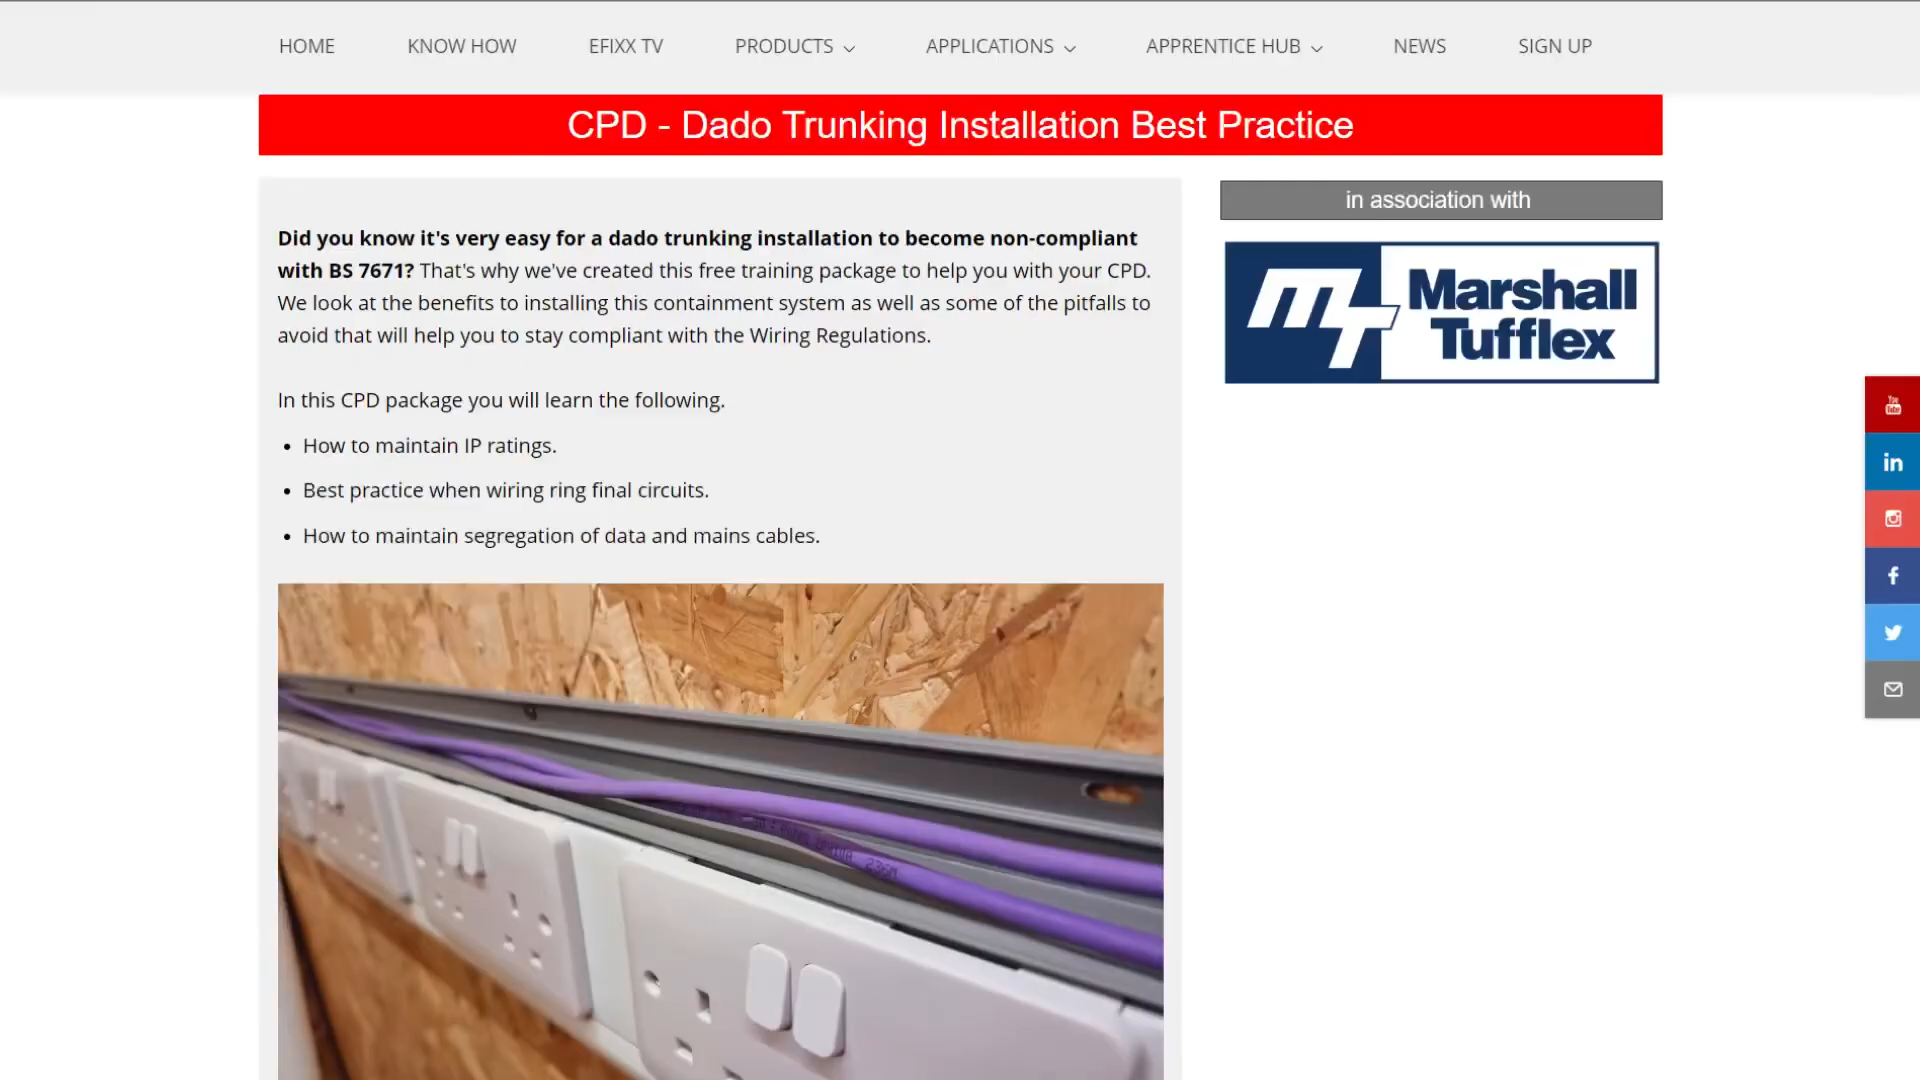 HOME KNOW HOW EFIXX TV PRODUCTS APPLICATIONS APPRENTICE HUB NEWS SIGN UP
CPD - Dado Trunking Installation Best Practice
Did you know it's very easy for a dado trunking installation to become non-compliant
with BS 7671? That's why we've created this free training package to help you with your CPD.
We look at the benefits to installing this containment system as well as some of the pitfalls to
avoid that will help you to stay compliant with the Wiring Regulations.
In this CPD package you will learn the following.
• How to maintain IP ratings.
• Best practice when wiring ring final circuits.
• How to maintain segregation of data and mains cables.
in association with
MT Marshall
Tufflex
You
Tube
in
f
236M